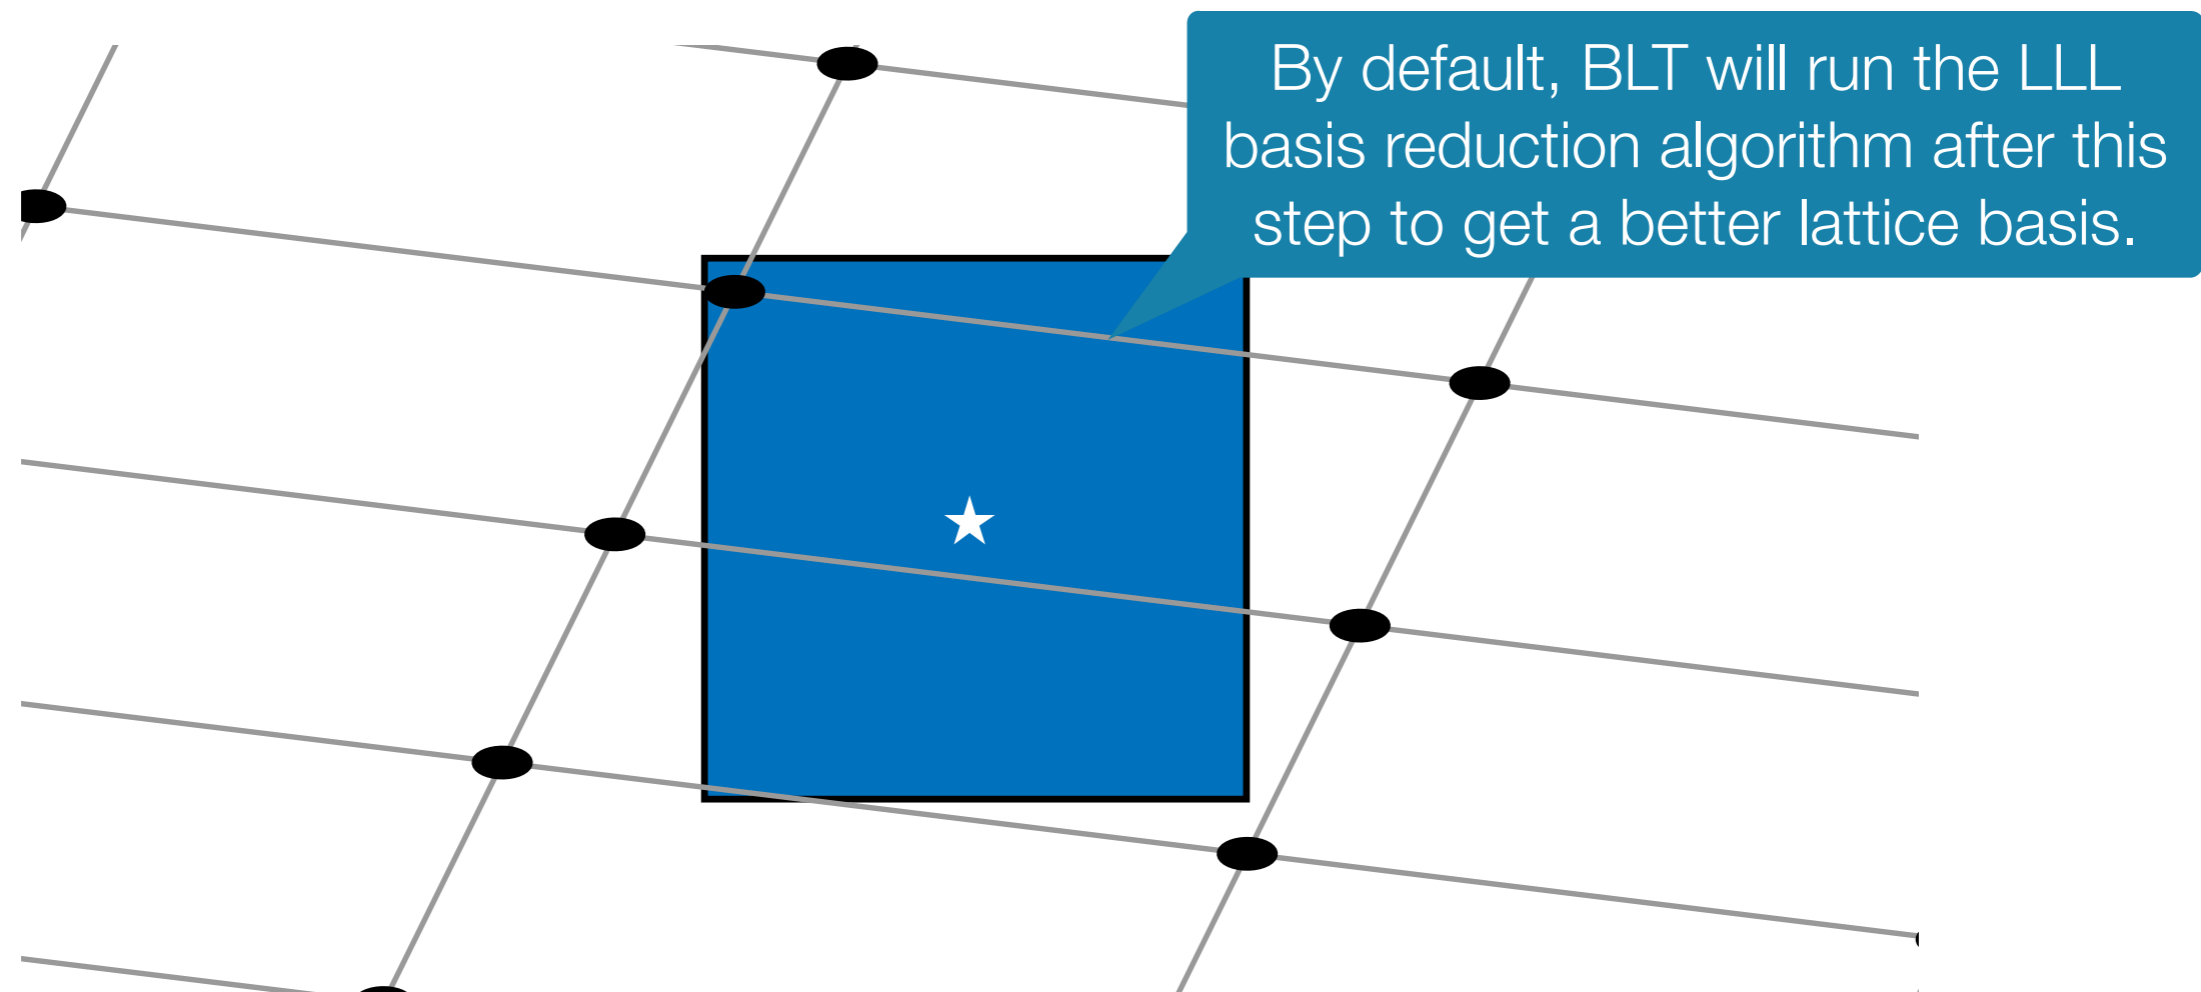 By default, BLT will run the LLL
basis reduction algorithm after this
step to get a better lattice basis.